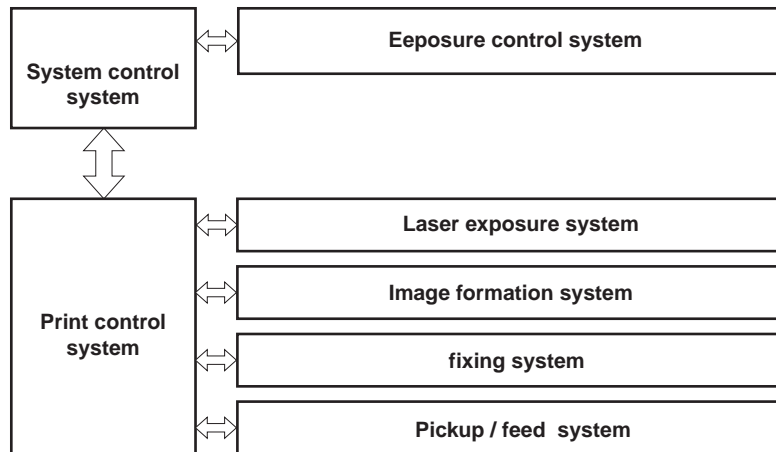 System control
system
Eeposure control system
Print control
system
Laser exposure system
Image formation system
fixing system
Pickup / feed  system